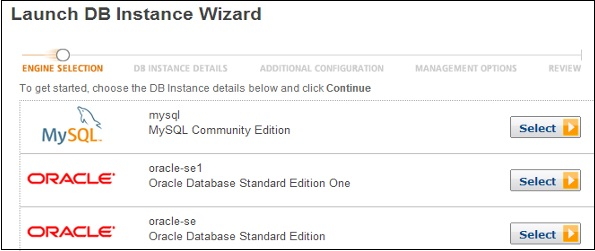 Launch DB Instance Wizard
ENGINE SELECTION DB INSTANCE DETAILS ADDITIONAL CONFIGURATION MANAGEMENT OPTIONS REVIEW
To get started, choose the DB Instance details below and click Continue
MySQL
mysql
MySQL Community Edition
Select
ORACLE
oracle-se1
Oracle Database Standard Edition One
Select
ORACLE
oracle-se
Oracle Database Standard Edition
Select